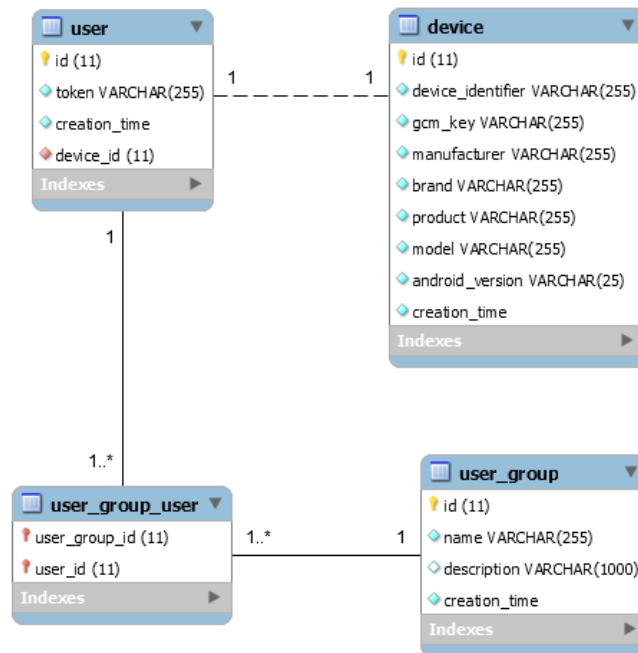 user
id (11)
token VARCHAR(255)
creation_time
device_id (11)
Indexes
1
1
device
id (11)
device_identifier VARCHAR(255)
gcm_key VARCHAR(255)
manufacturer VARCHAR(255)
brand VARCHAR(255)
product VARCHAR(255)
model VARCHAR(255)
android_version VARCHAR(25)
creation_time
Indexes
1
1..*
user_group_user
user_group_id (11)
user_id (11)
Indexes
1..*
1
user_group
id (11)
name VARCHAR(255)
description VARCHAR(1000)
creation_time
Indexes